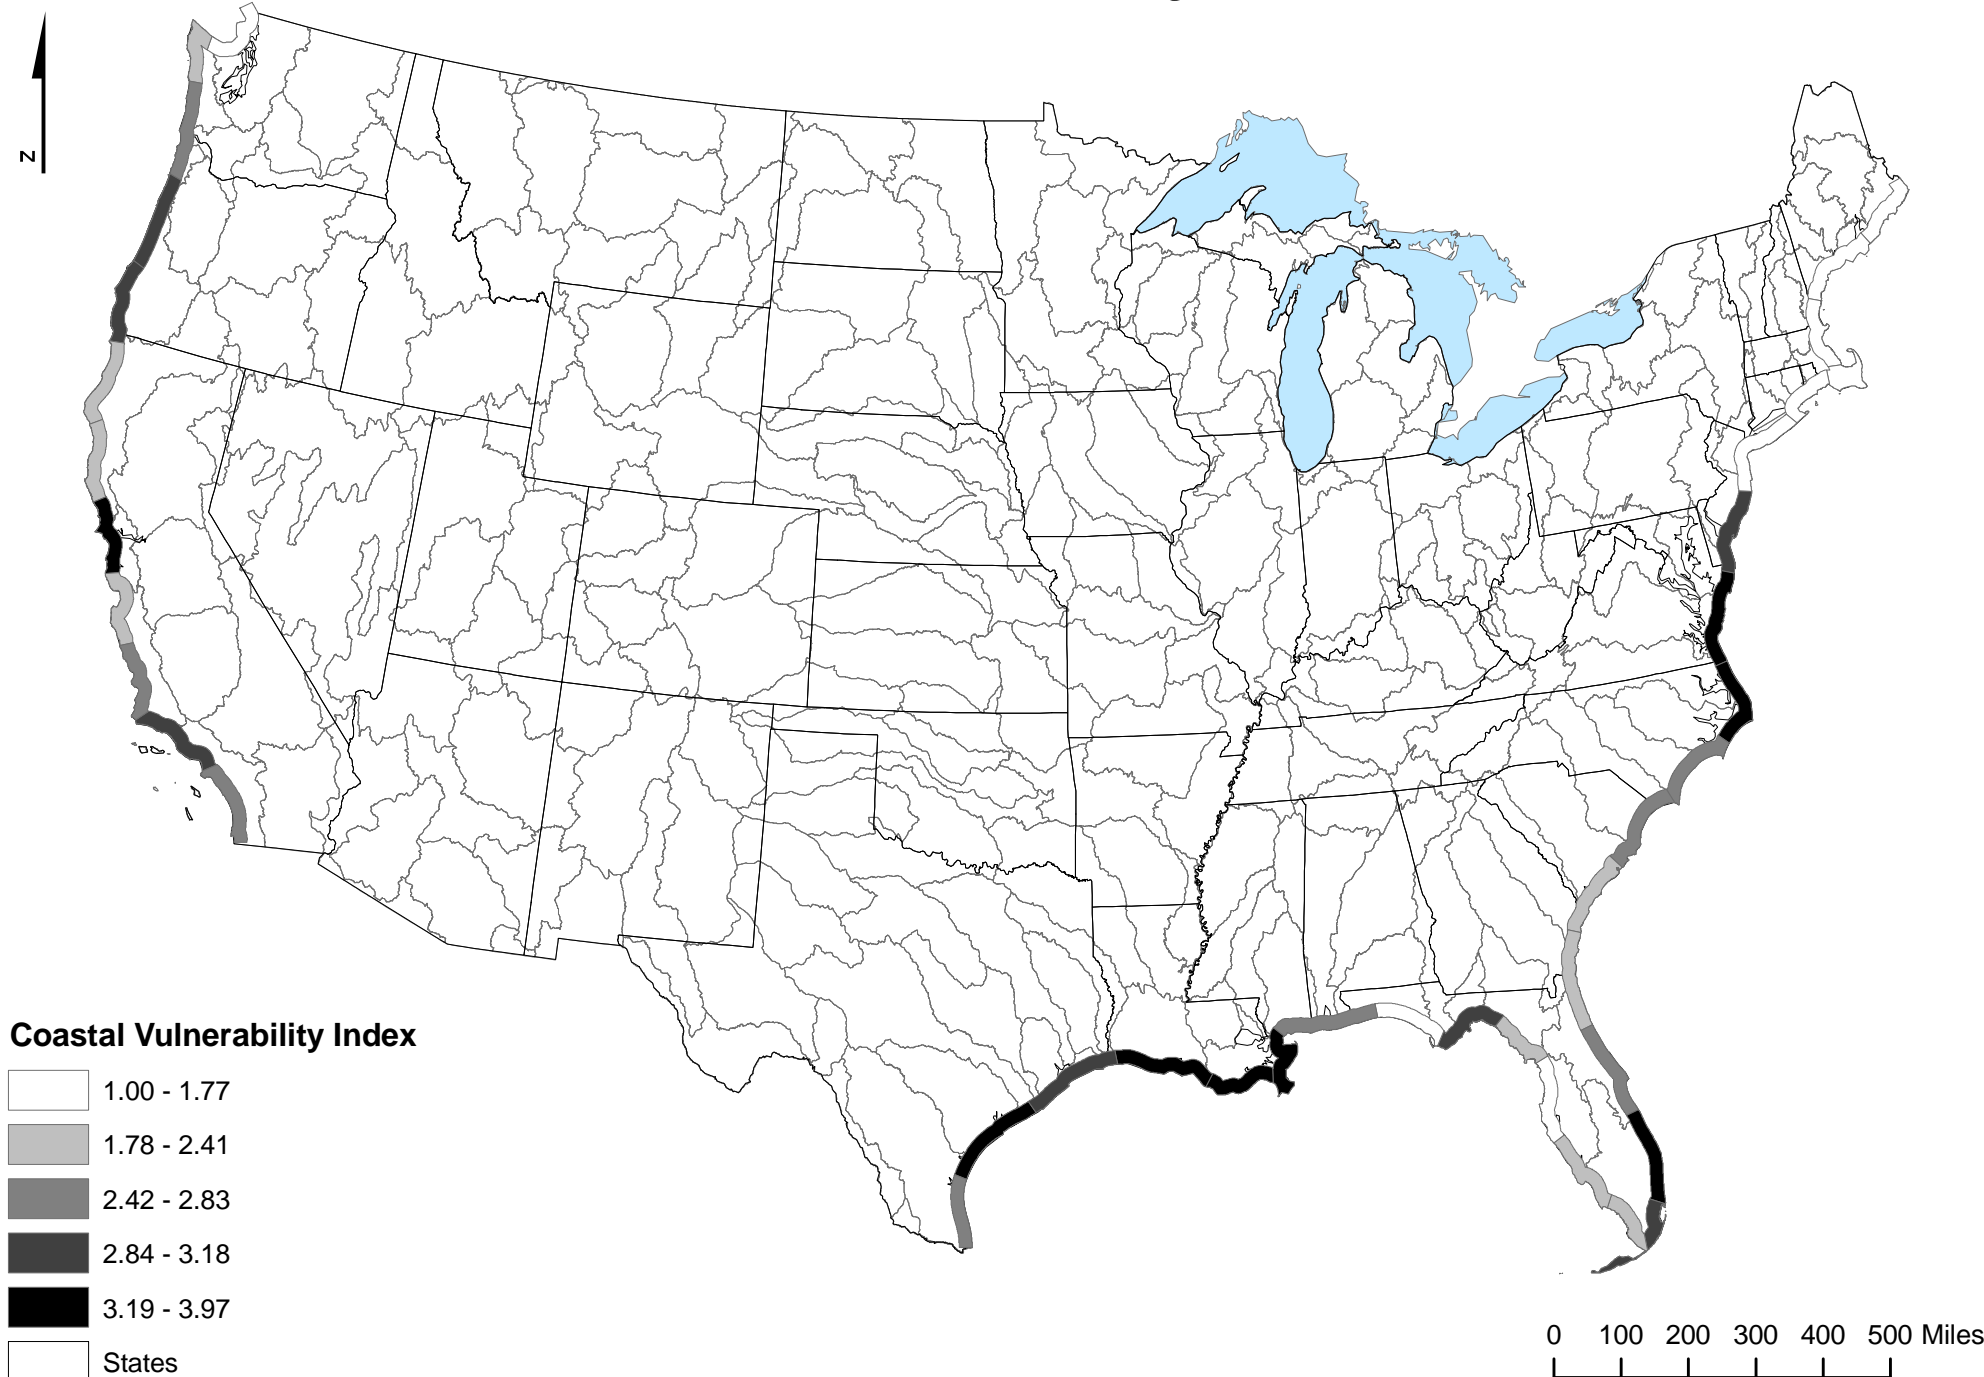 N
Coastal Vulnerability Index
1.00 - 1.77
1.78 - 2.41
2.42 - 2.83
2.84 - 3.18
3.19 - 3.97
States
0 100 200 300 400 500 Miles